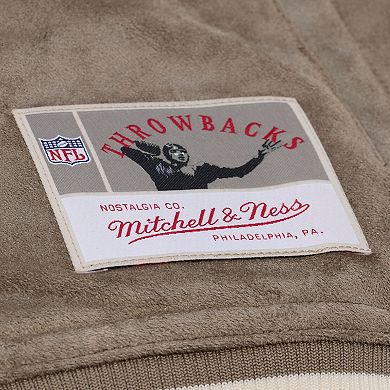 THROWBACKS
NFL
NOSTALGIA CO.
Mitchell & Ness
PHILADELPHIA, PA.